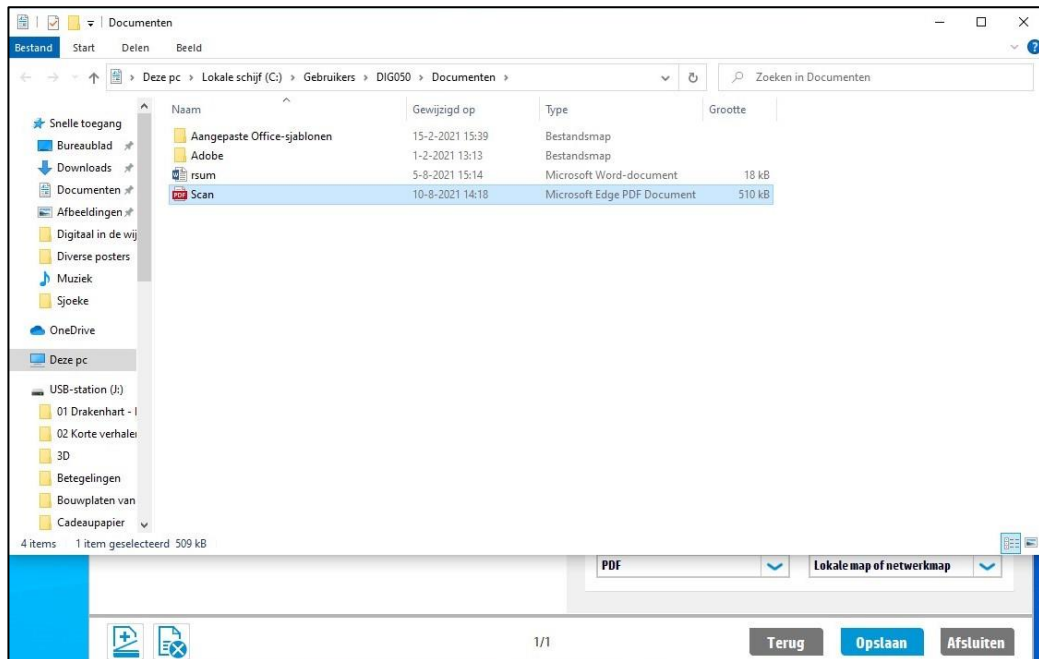 Documenten
Bestand Start Delen Beeld
Deze pc > Lokale schijf (C:) > Gebruikers > DIG050 > Documenten >
Zoeken in Documenten
Naam Gewijzigd op Type Grootte
Aangepaste Office-sjablonen 15-2-2021 15:39 Bestandsmap
Adobe 1-2-2021 13:13 Bestandsmap
rsum 5-8-2021 15:14 Microsoft Word-document 18 kB
PDF Scan 10-8-2021 14:18 Microsoft Edge PDF Document 510 kB
Snelle toegang
Bureaublad
Downloads
Documenten
Afbeeldingen
Digitaal in de wij
Diverse posters
Muziek
Sjoeke
OneDrive
Deze pc
USB-station (J:)
01 Drakenhart -
02 Korte verhaler
3D
Betegelingen
Bouwplaten van
Cadeaupapier
4 items 1 item geselecteerd 509 kB
PDF Lokale map of netwerkmap
1/1
Terug Opslaan Afsluiten